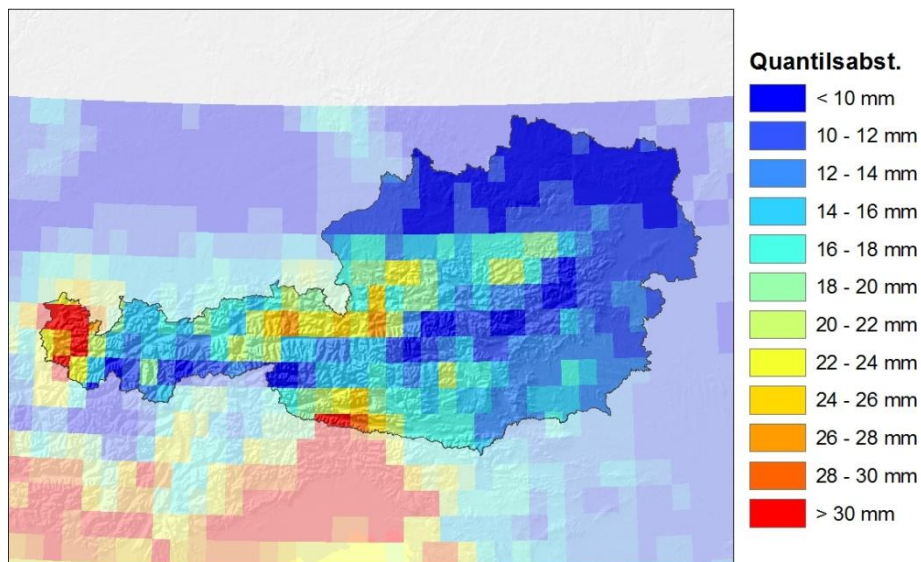 Quantilsabst.
< 10 mm
10 - 12 mm
12 - 14 mm
14 - 16 mm
16 - 18 mm
18 - 20 mm
20 - 22 mm
22 - 24 mm
24 - 26 mm
26 - 28 mm
28 - 30 mm
> 30 mm